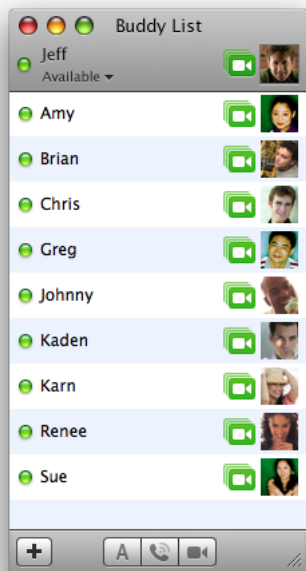 Buddy List
Jeff
Available
Amy
Brian
Chris
Greg
Johnny
Kaden
Karn
Renee
Sue
A